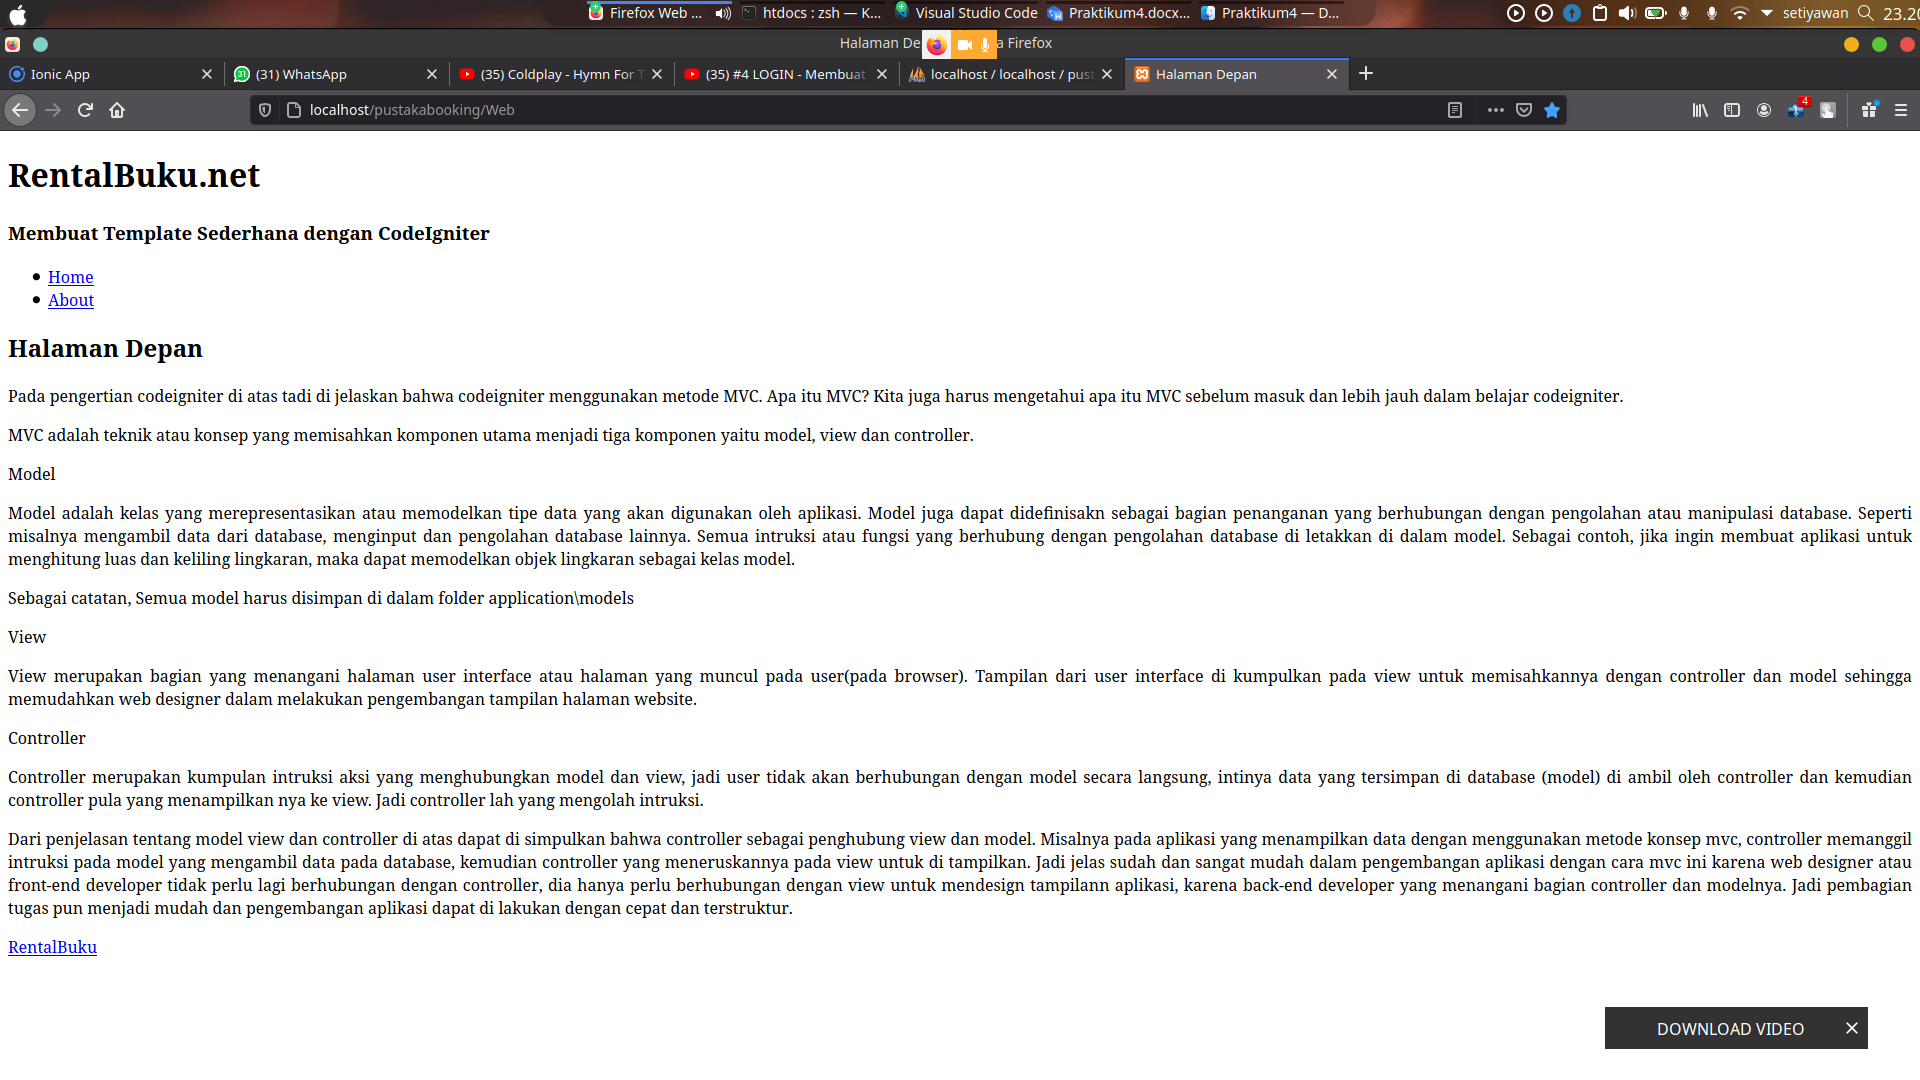 Firefox Web ...
htdocs : zsh — K...
Visual Studio Code
Praktikum4.docx...
Praktikum4 — D...
setiyawan
23.20
Halaman De
a Firefox
Ionic App
(31) WhatsApp
(35) Coldplay - Hymn For
(35) #4 LOGIN - Membuat
localhost / localhost / pust
Halaman Depan
localhost/pustakabooking/Web
4
RentalBuku.net
Membuat Template Sederhana dengan CodeIgniter
Home
About
Halaman Depan
Pada pengertian codeigniter di atas tadi di jelaskan bahwa codeigniter menggunakan metode MVC. Apa itu MVC? Kita juga harus mengetahui apa itu MVC sebelum masuk dan lebih jauh dalam belajar codeigniter.
MVC adalah teknik atau konsep yang memisahkan komponen utama menjadi tiga komponen yaitu model, view dan controller.
Model
Model adalah kelas yang merepresentasikan atau memodelkan tipe data yang akan digunakan oleh aplikasi. Model juga dapat didefinisakn sebagai bagian penanganan yang berhubungan dengan pengolahan atau manipulasi database. Seperti
misalnya mengambil data dari database, menginput dan pengolahan database lainnya. Semua intruksi atau fungsi yang berhubung dengan pengolahan database di letakkan di dalam model. Sebagai contoh, jika ingin membuat aplikasi untuk
menghitung luas dan keliling lingkaran, maka dapat memodelkan objek lingkaran sebagai kelas model.
Sebagai catatan, Semua model harus disimpan di dalam folder application\models
View
View merupakan bagian yang menangani halaman user interface atau halaman yang muncul pada user(pada browser). Tampilan dari user interface di kumpulkan pada view untuk memisahkannya dengan controller dan model sehingga
memudahkan web designer dalam melakukan pengembangan tampilan halaman website.
Controller
Controller merupakan kumpulan intruksi aksi yang menghubungkan model dan view, jadi user tidak akan berhubungan dengan model secara langsung, intinya data yang tersimpan di database (model) di ambil oleh controller dan kemudian
controller pula yang menampilkan nya ke view. Jadi controller lah yang mengolah intruksi.
Dari penjelasan tentang model view dan controller di atas dapat di simpulkan bahwa controller sebagai penghubung view dan model. Misalnya pada aplikasi yang menampilkan data dengan menggunakan metode konsep mvc, controller memanggil
intruksi pada model yang mengambil data pada database, kemudian controller yang meneruskannya pada view untuk di tampilkan. Jadi jelas sudah dan sangat mudah dalam pengembangan aplikasi dengan cara mvc ini karena web designer atau
front-end developer tidak perlu lagi berhubungan dengan controller, dia hanya perlu berhubungan dengan view untuk mendesign tampilann aplikasi, karena back-end developer yang menangani bagian controller dan modelnya. Jadi pembagian
tugas pun menjadi mudah dan pengembangan aplikasi dapat di lakukan dengan cepat dan terstruktur.
RentalBuku
DOWNLOAD VIDEO